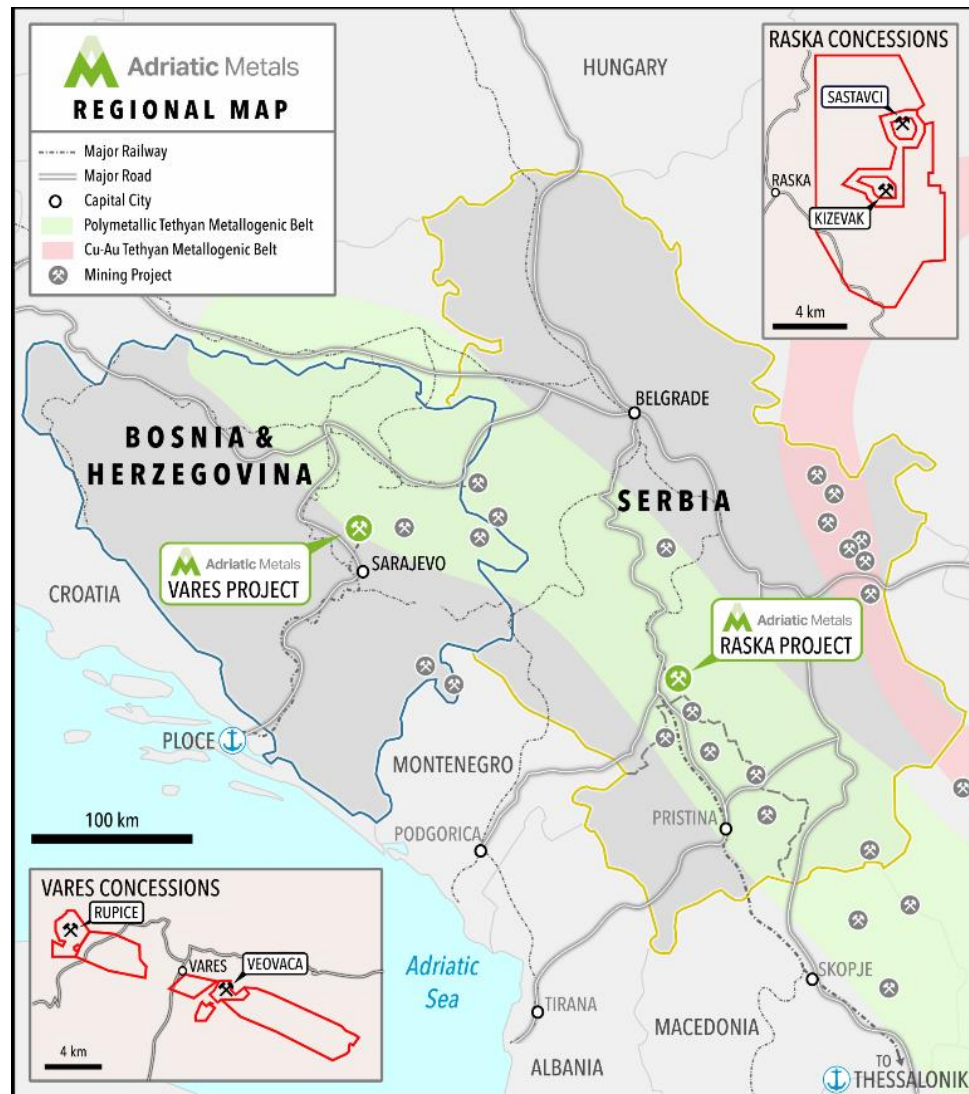 Adriatic Metals
REGIONAL MAP
Major Railway
Major Road
Capital City
Polymetallic Tethyan Metallogenic Belt
Cu-Au Tethyan Metallogenic Belt
Mining Project
HUNGARY
RASKA CONCESSIONS
SASTAVCI
RASKA
KIZEVAK
4 km
BELGRADE
BOSNIA &
HERZEGOVINA
SERBIA
Adriatic Metals
VARES PROJECT
SARAJEVO
CROATIA
Adriatic Metals
RASKA PROJECT
PLOCE
MONTENEGRO
100 km
PODGORICA
PRISTINA
VARES CONCESSIONS
RUPICE
VARES
VEOVACA
4 km
Adriatic
Sea
SKOPJE
TIRANA
MACEDONIA
ALBANIA
TO
THESSALONIK